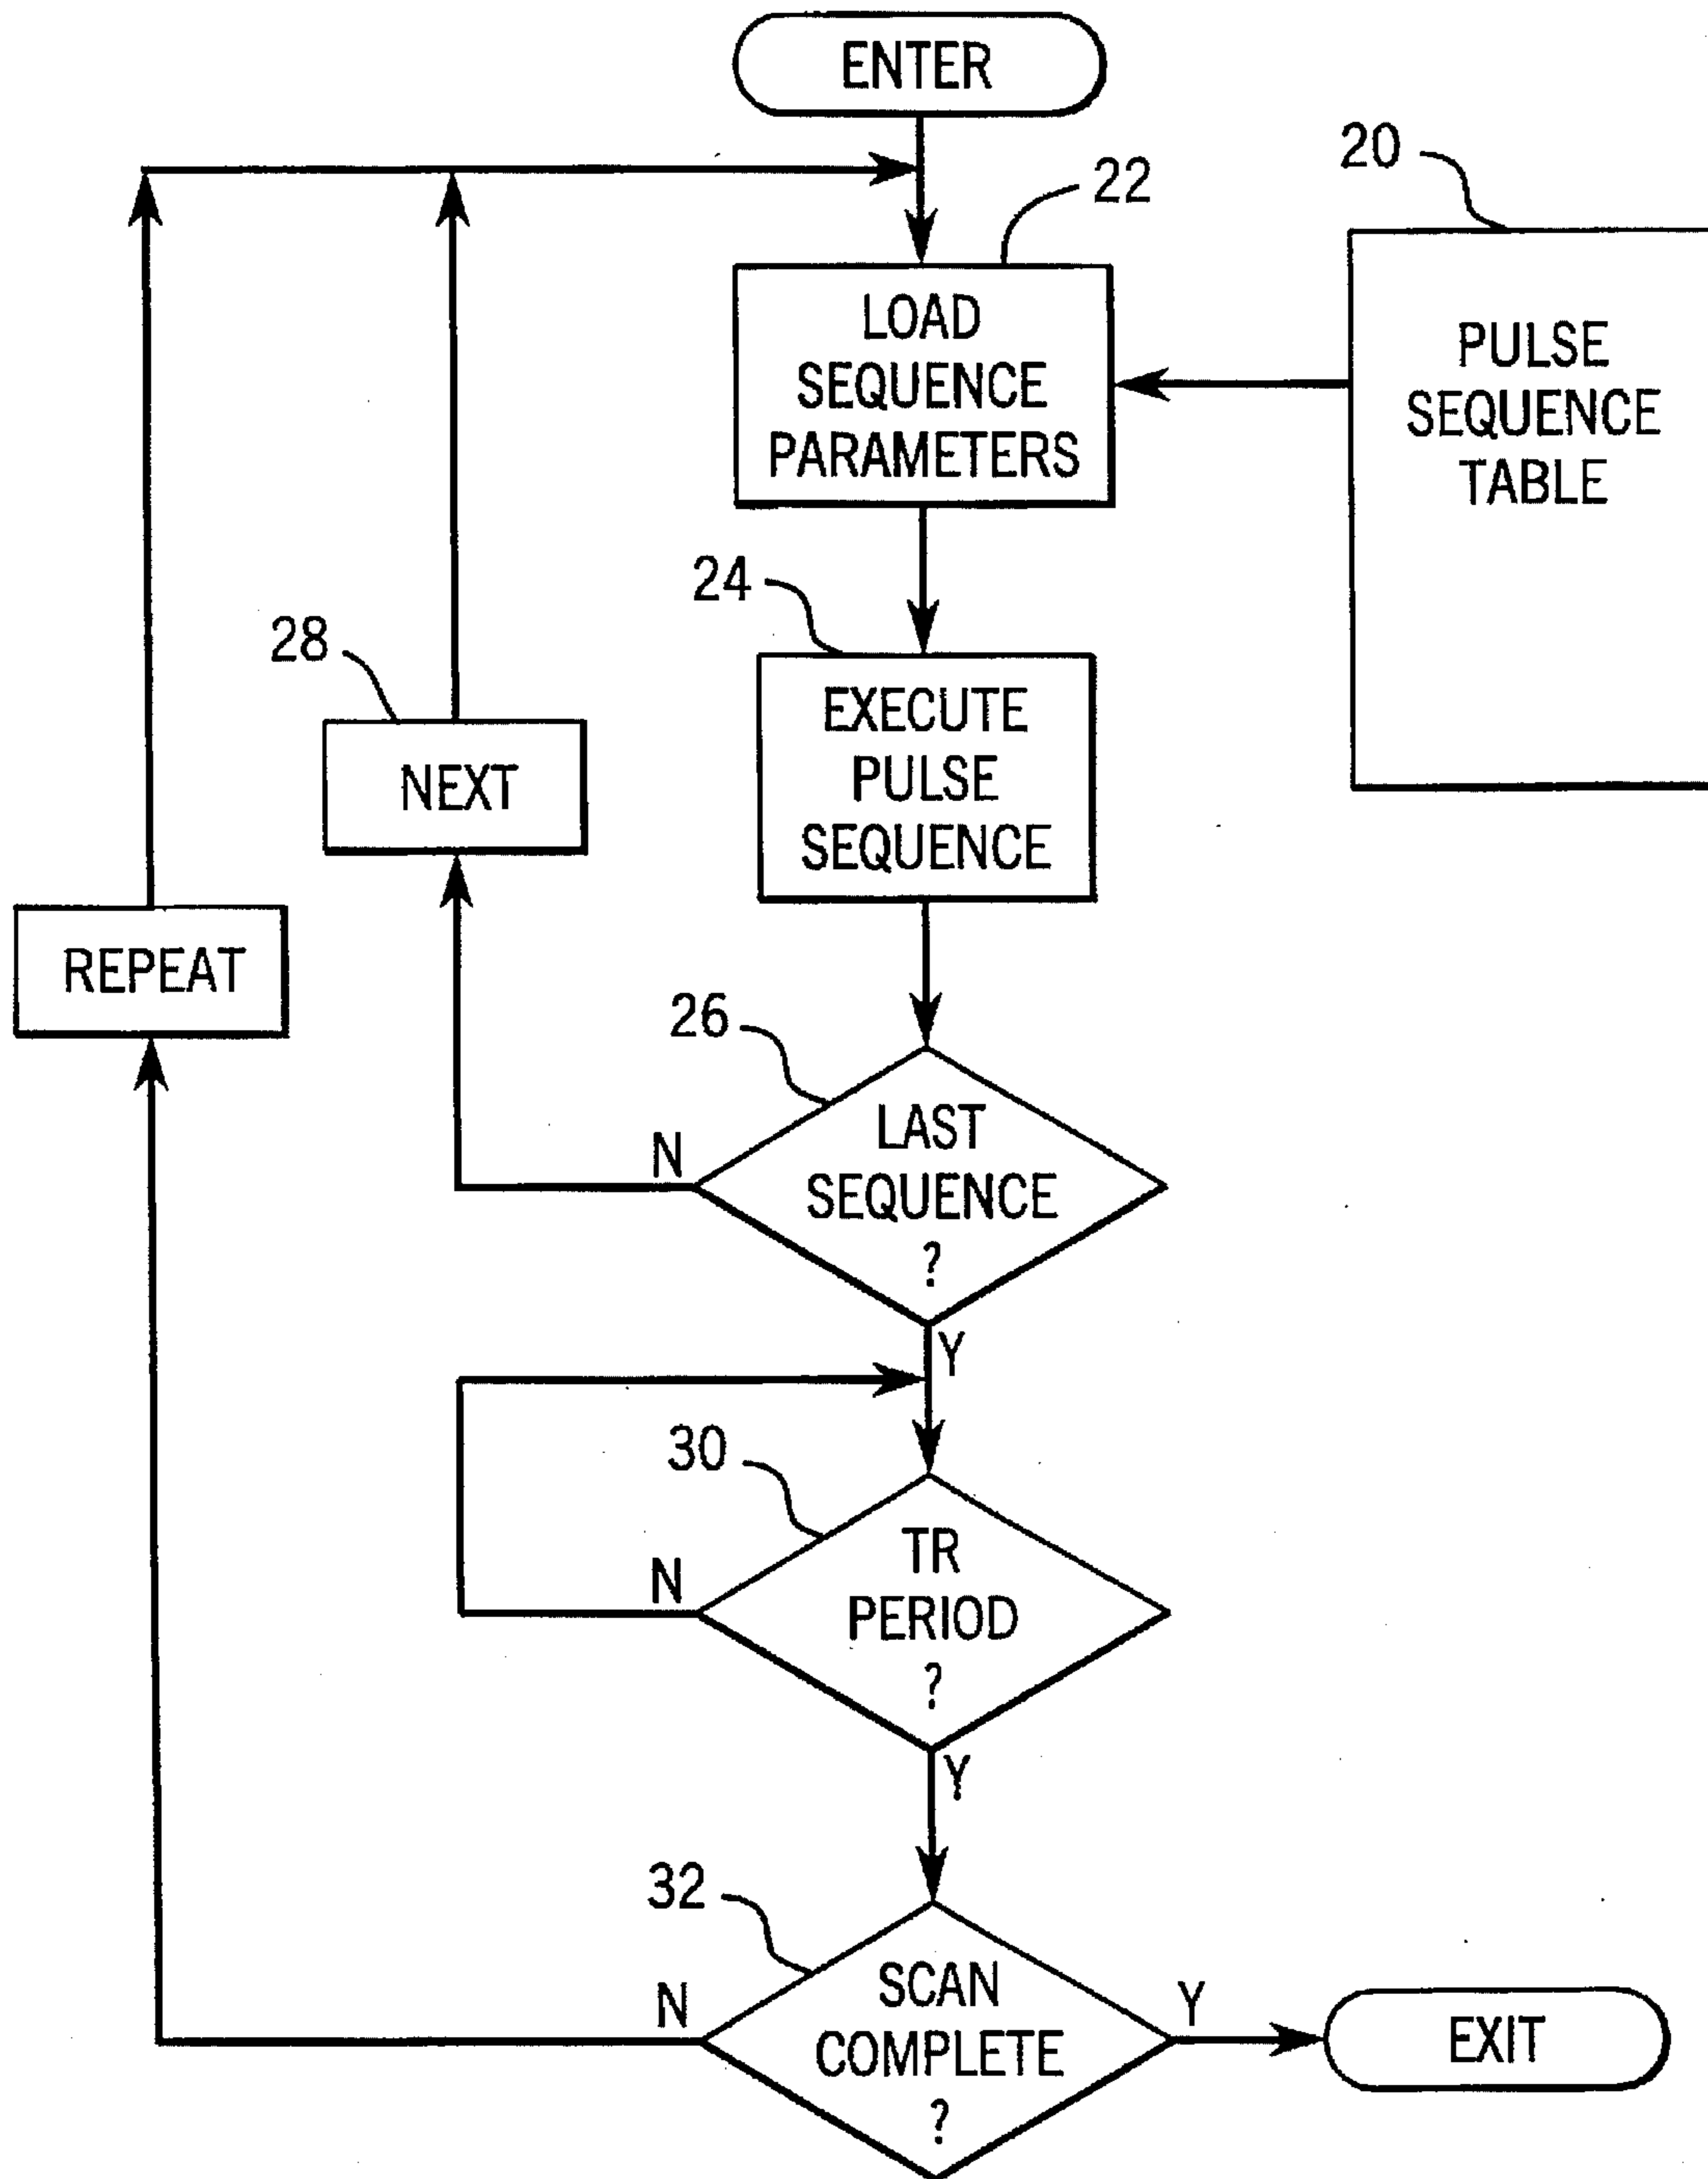 ENTER
20
22
LOAD
SEQUENCE
PARAMETERS
PULSE
SEQUENCE
TABLE
24
EXECUTE
PULSE
SEQUENCE
28
NEXT
REPEAT
26
LAST
SEQUENCE
?
N
Y
30
TR
PERIOD
?
N
Y
32
SCAN
COMPLETE
?
N
Y
EXIT